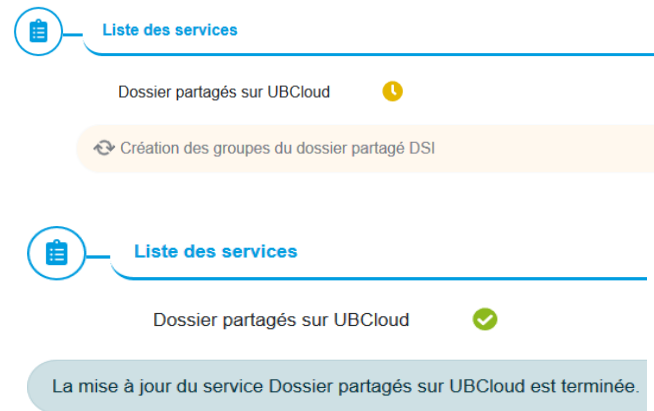 Liste des services
Dossier partagés sur UBCloud
Création des groupes du dossier partagé DSI
Liste des services
Dossier partagés sur UBCloud
La mise à jour du service Dossier partagés sur UBCloud est terminée.